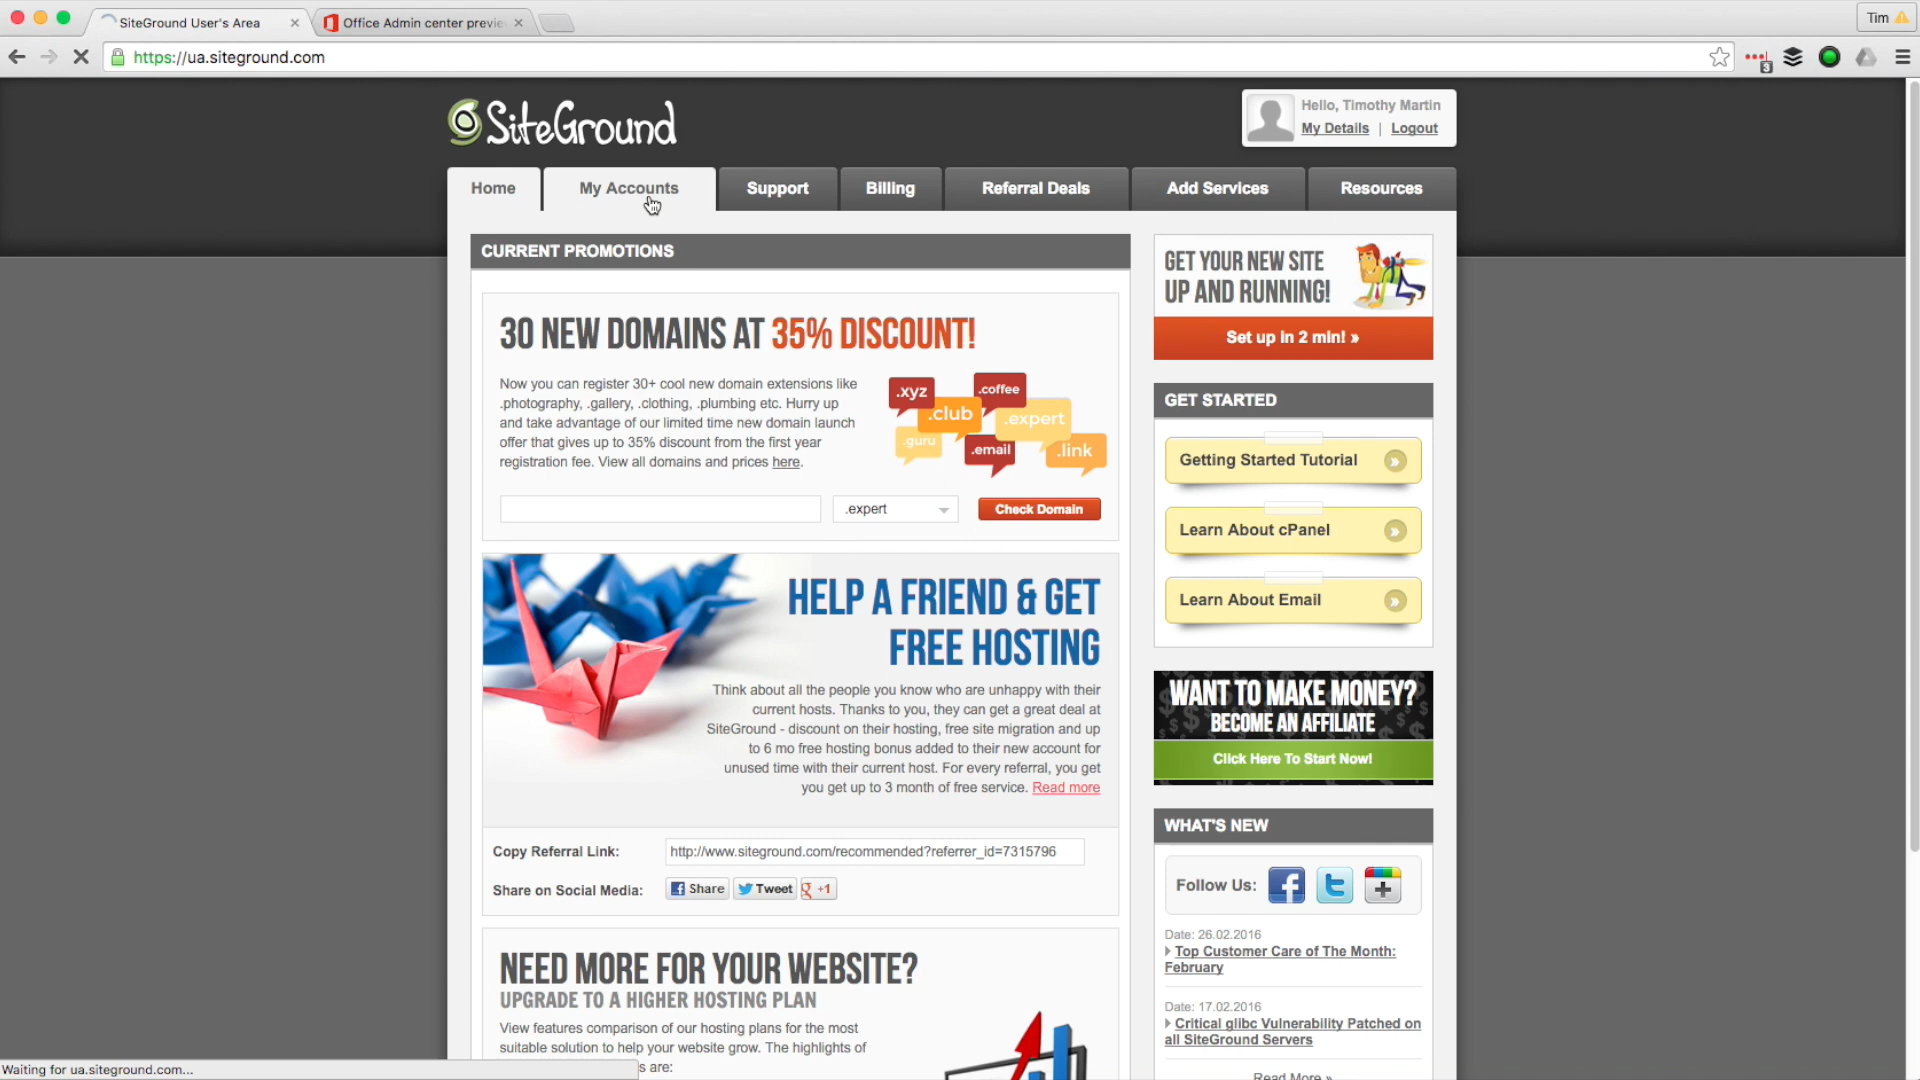 SiteGround User's Area
Office Admin center previe
Tim
https://ua.siteground.com
3
SiteGround
Hello, Timothy Martin
My Details | Logout
Home
My Accounts
Support
Billing
Referral Deals
Add Services
Resources
CURRENT PROMOTIONS
30 NEW DOMAINS AT 35% DISCOUNT!
Now you can register 30+ cool new domain extensions like
.photography, .gallery, .clothing, .plumbing etc. Hurry up
and take advantage of our limited time new domain launch
offer that gives up to 35% discount from the first year
registration fee. View all domains and prices here.
.xyz
.coffee
.club
.expert
.guru
.email
.link
.expert
Check Domain
HELP A FRIEND & GET
FREE HOSTING
Think about all the people you know who are unhappy with their
current hosts. Thanks to you, they can get a great deal at
SiteGround - discount on their hosting, free site migration and up
to 6 mo free hosting bonus added to their new account for
unused time with their current host. For every referral, you get
you get up to 3 month of free service. Read more
Copy Referral Link:
http://www.siteground.com/recommended?referrer_id=7315796
Share on Social Media:
Share
Tweet
+1
NEED MORE FOR YOUR WEBSITE?
UPGRADE TO A HIGHER HOSTING PLAN
View features comparison of our hosting plans for the most
suitable solution to help your website grow. The highlights of
s are:
GET YOUR NEW SITE
UP AND RUNNING!
Set up in 2 min! »
GET STARTED
Getting Started Tutorial
Learn About cPanel
Learn About Email
WANT TO MAKE MONEY?
BECOME AN AFFILIATE
Click Here To Start Now!
WHAT'S NEW
Follow Us:
Date: 26.02.2016
Top Customer Care of The Month:
February
Date: 17.02.2016
Critical glibc Vulnerability Patched on
all SiteGround Servers
Read More »
Waiting for ua.siteground.com...